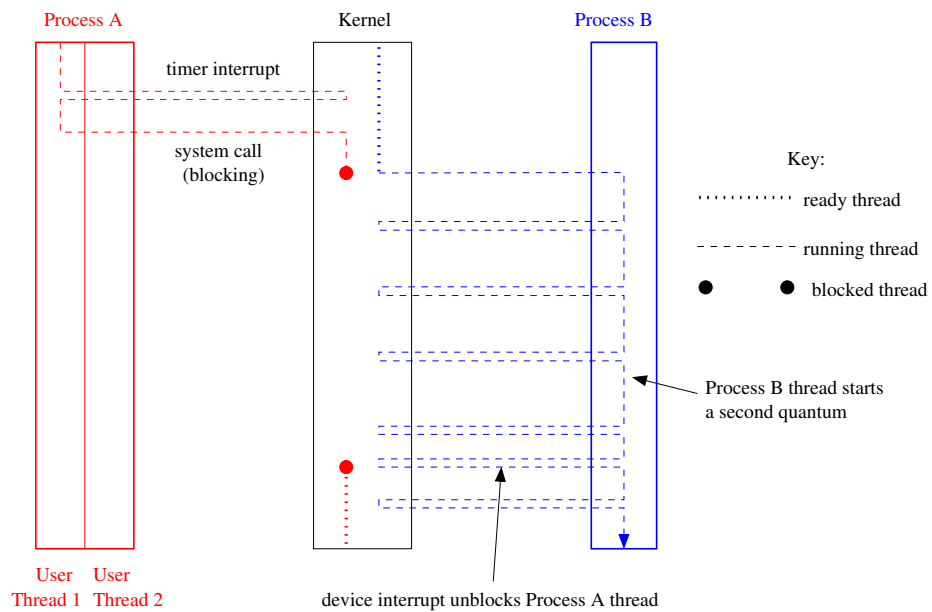 Process A
Kernel
Process B
timer interrupt
system call
(blocking)
Key:
ready thread
running thread
blocked thread
Process B thread starts
a second quantum
User
Thread 1
User
Thread 2
device interrupt unblocks Process A thread